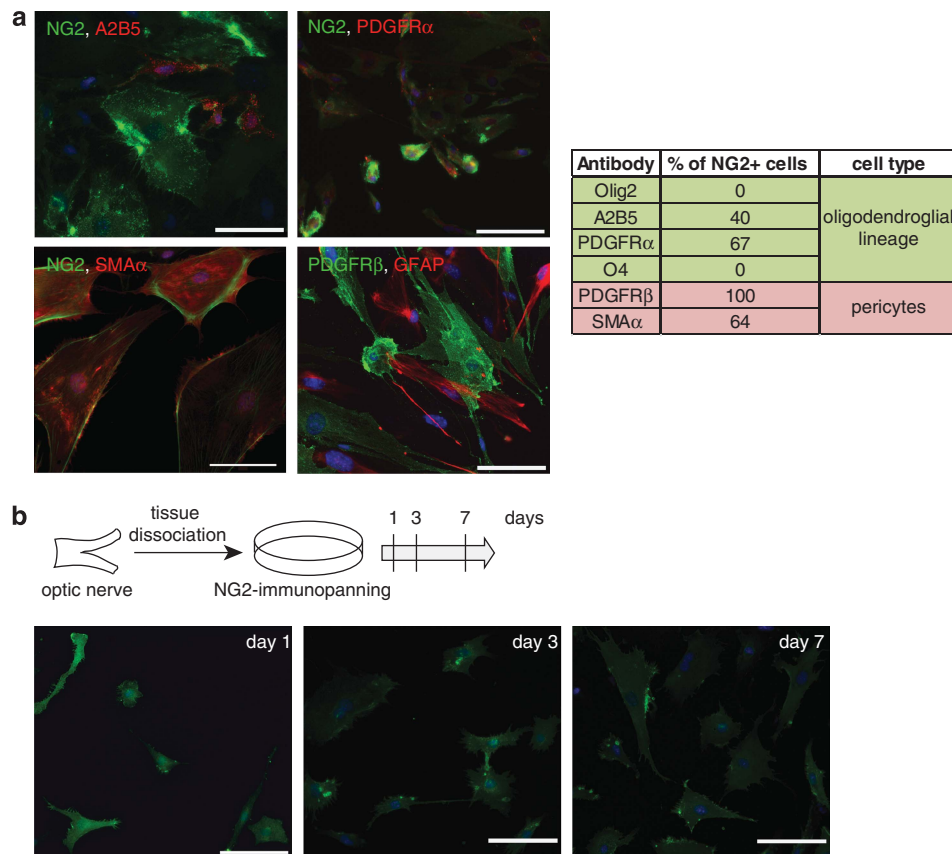 a
NG2, A2B5
NG2, PDGFRα
NG2, SMAα
PDGFRβ, GFAP
Antibody % of NG2+ cells cell type
Olig2 0
A2B5 40
PDGFRα 67
O4 0
oligodendroglial
lineage
PDGFRβ 100
SMAα 64
pericytes
b
tissue
dissociation
optic nerve
NG2-immunopanning
1 3 7 days
day 1
day 3
day 7